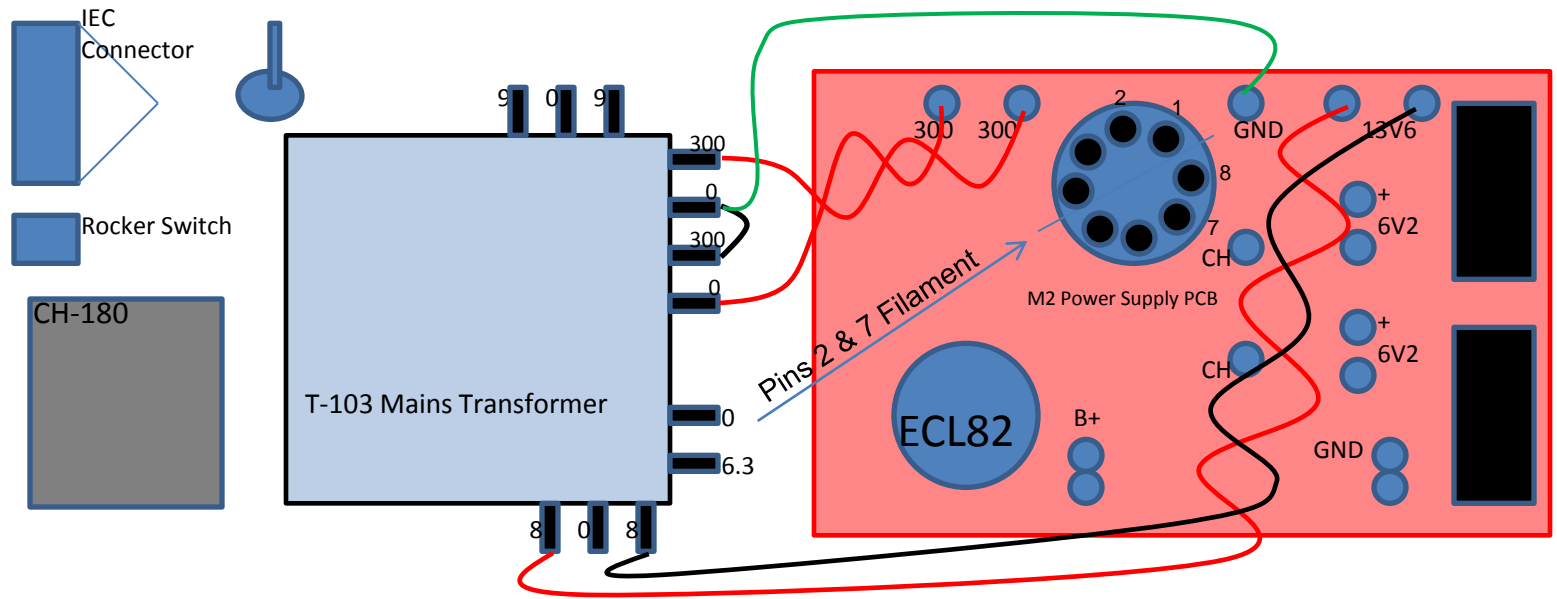 IEC
Connector
Rocker Switch
CH-180
9
0
9
300
0
300
0
T-103 Mains Transformer
0
6.3
8
0
8
Pins 2 & 7 Filament
300
300
2
1
8
7
GND
13V6
+
6V2
CH
M2 Power Supply PCB
+
6V2
CH
ECL82
B+
GND